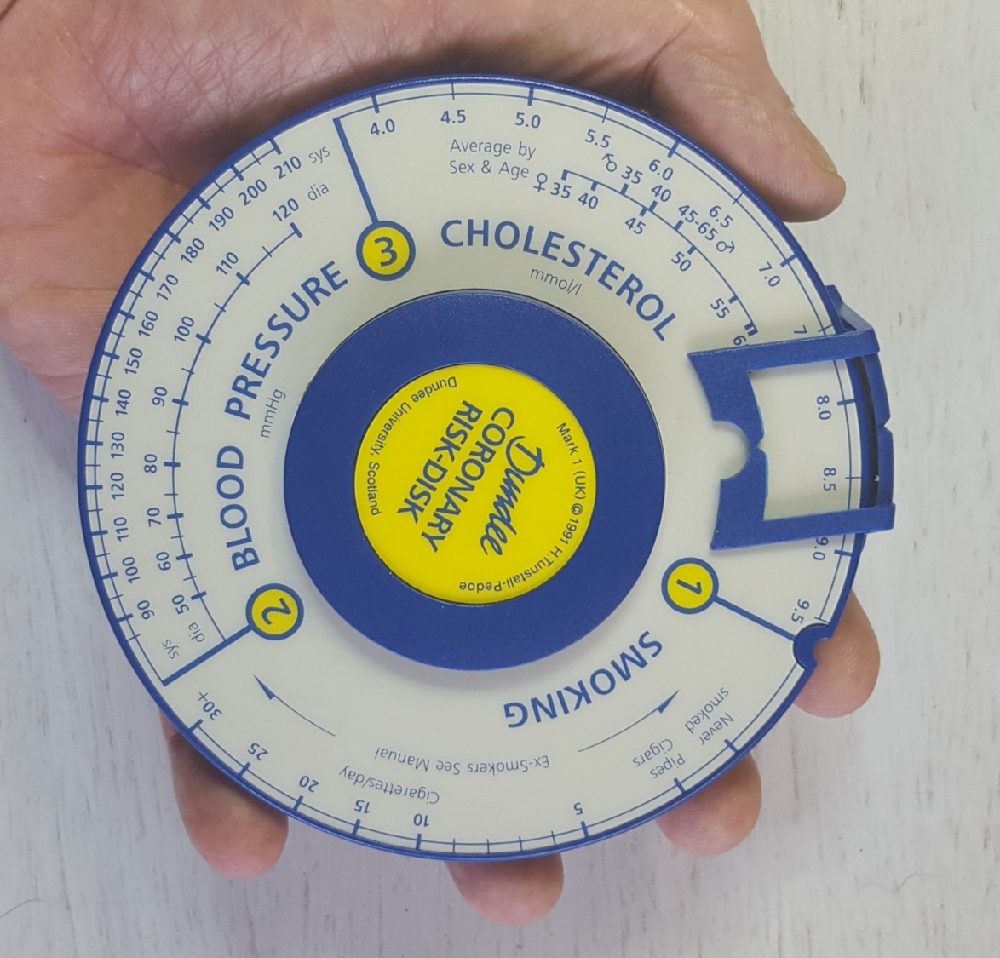 Dundee
CORONARY
RISK-DISK
Mark 1 (UK) © 1991 H.Tunstall-Pedoe
Dundee University, Scotland
1
SMOKING
Never
smoked
Pipes
Cigars
5
10
15
20
25
30+
Cigarettes/day
Ex-Smokers See Manual
2
BLOOD PRESSURE
mmHg
sys
90
100
110
120
130
140
150
160
170
180
190
200
210 sys
dia
50
60
70
80
90
100
110
120 dia
3
CHOLESTEROL
mmol/l
4.0
4.5
5.0
5.5
6.0
6.5
7.0
8.0
8.5
9.0
9.5
Average by
Sex & Age
♂ 35 40 45-65 ♂
♀ 35 40 45 50 55